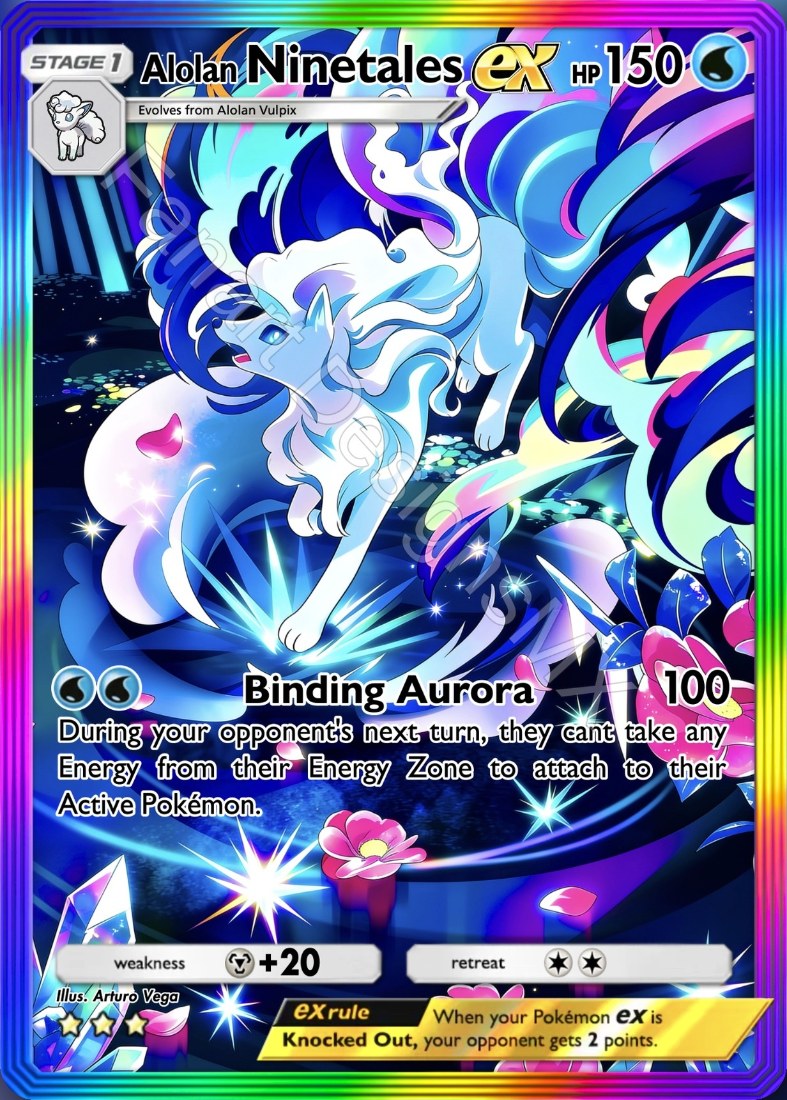 STAGE 1
Alolan Ninetales ex HP 150
Evolves from Alolan Vulpix
Fanart DesignsMX
Binding Aurora 100
During your opponent's next turn, they cant take any
Energy from their Energy Zone to attach to their
Active Pokémon.
weakness +20 retreat
Illus. Arturo Vega
ex rule When your Pokémon ex is
Knocked Out, your opponent gets 2 points.